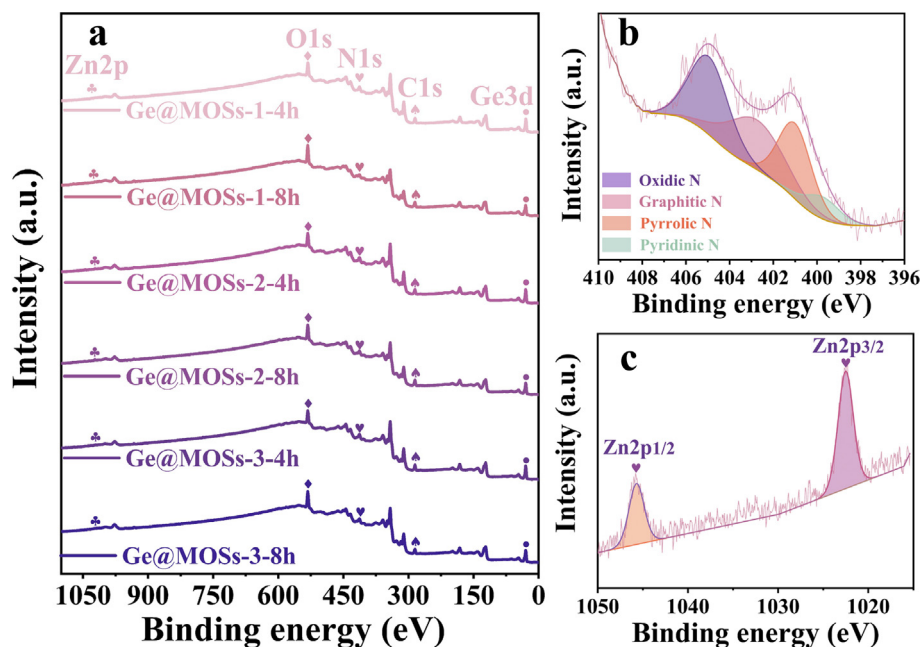 a
O1s
N1s
Zn2p
C1s
Ge3d
Ge@MOSs-1-4h
Ge@MOSs-1-8h
Ge@MOSs-2-4h
Ge@MOSs-2-8h
Ge@MOSs-3-4h
Ge@MOSs-3-8h
Intensity (a.u.)
1050 900 750 600 450 300 150 0
Binding energy (eV)
b
Oxidic N
Graphitic N
Pyrrolic N
Pyridinic N
Intensity (a.u.)
410 408 406 404 402 400 398 396
Binding energy (eV)
c
Zn2p3/2
Zn2p1/2
Intensity (a.u.)
1050 1040 1030 1020
Binding energy (eV)